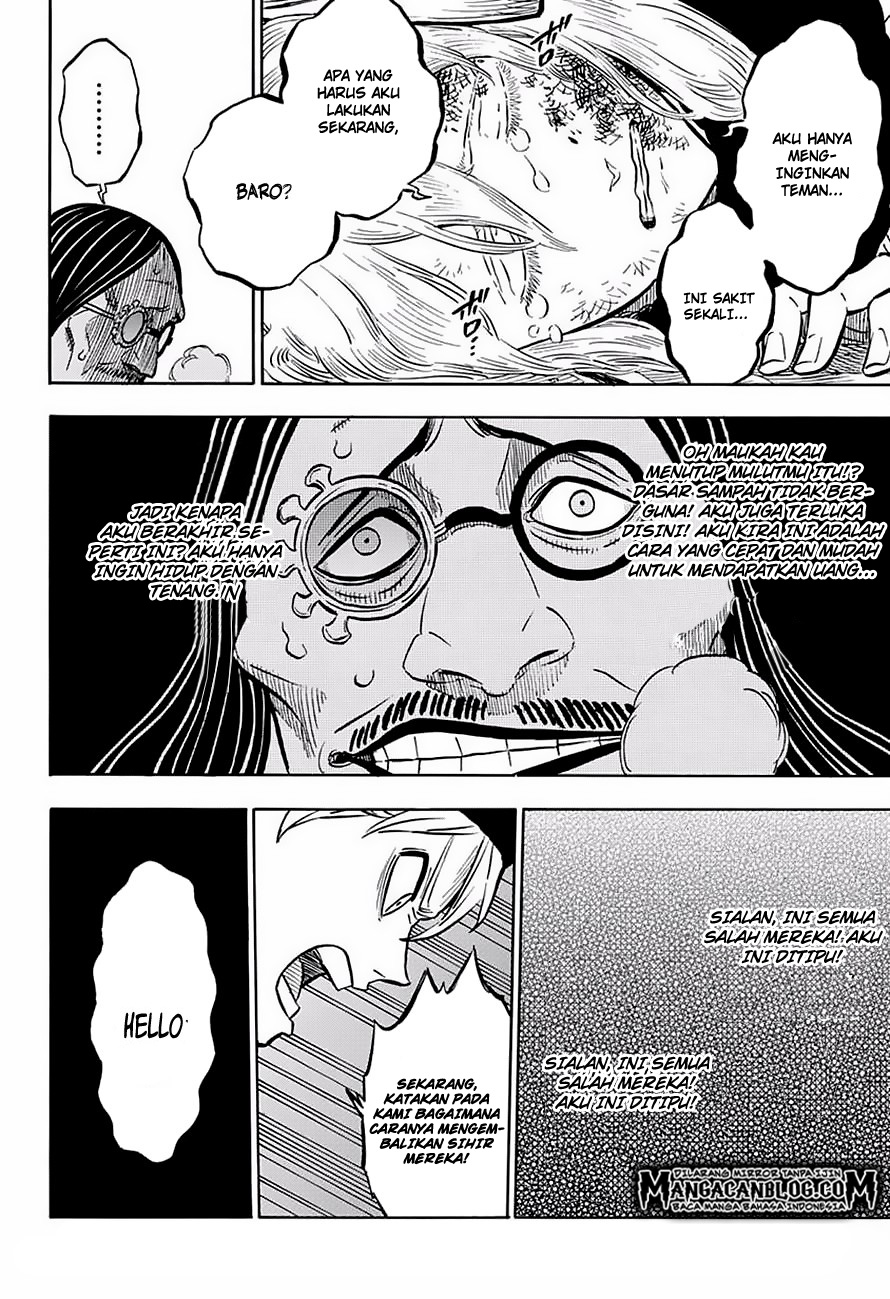 AKU HANYA
MENG-
INGINKAN
TEMAN...
INI SAKIT
SEKALI...
APA YANG
HARUS AKU
LAKUKAN
SEKARANG,
BARO?
.........
OH MAUKAH KAU
MENUTUP MULUTMU ITU!?
DASAR SAMPAH TIDAK BER-
GUNA! AKU JUGA TERLUKA
DISINI! AKU KIRA INI ADALAH
CARA YANG CEPAT DAN MUDAH
UNTUK MENDAPATKAN UANG...
JADI KENAPA
AKU BERAKHIR SE-
PERTI INI? AKU HANYA
INGIN HIDUP DENGAN
TENANG!N
SIALAN, INI SEMUA
SALAH MEREKA! AKU
INI DITIPU!
SIALAN, INI SEMUA
SALAH MEREKA!
AKU INI DITIPU!
SEKARANG,
KATAKAN PADA
KAMI BAGAIMANA
CARANYA MENGEM-
BALIKAN SIHIR
MEREKA!
HELLO
DILARANG MIRROR TANPA IJIN
MANGACANBLOG.COM
BACA MANGA BAHASA INDONESIA